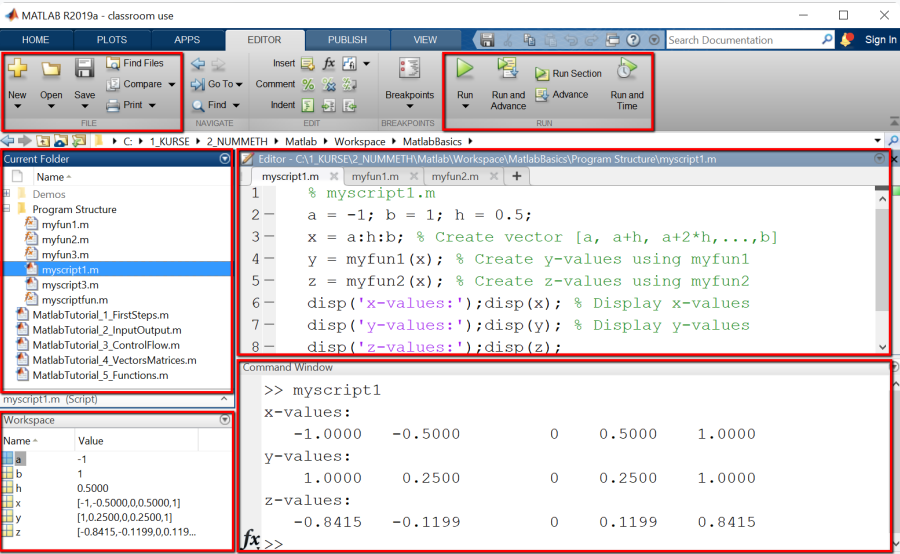 MATLAB R2019a - classroom use
HOME PLOTS APPS EDITOR PUBLISH VIEW Search Documentation Sign In
New Open Save Find Files Compare Print
FILE
Go To Find
NAVIGATE
Insert fx
Comment %
Indent
EDIT
Breakpoints
BREAKPOINTS
Run Run and Advance Run Section Advance Run and Time
RUN
C: 1_KURSE 2_NUMMETH Matlab Workspace MatlabBasics
Current Folder
Name
Demos
Program Structure
myfun1.m
myfun2.m
myfun3.m
myscript1.m
myscript3.m
myscriptfun.m
MatlabTutorial_1_FirstSteps.m
MatlabTutorial_2_InputOutput.m
MatlabTutorial_3_ControlFlow.m
MatlabTutorial_4_VectorsMatrices.m
MatlabTutorial_5_Functions.m
myscript1.m (Script)
Workspace
Name Value
a -1
b 1
h 0.5000
x [-1,-0.5000,0,0.5000,1]
y [1,0.2500,0,0.2500,1]
z [-0.8415,-0.1199,0,0.119...
Editor - C:\1_KURSE\2_NUMMETH\Matlab\Workspace\MatlabBasics\Program Structure\myscript1.m
myscript1.m myfun1.m myfun2.m +
1 % myscript1.m
2 a = -1; b = 1; h = 0.5;
3 x = a:h:b; % Create vector [a, a+h, a+2*h,...,b]
4 y = myfun1(x); % Create y-values using myfun1
5 z = myfun2(x); % Create z-values using myfun2
6 disp('x-values:');disp(x); % Display x-values
7 disp('y-values:');disp(y); % Display y-values
8 disp('z-values:');disp(z);
Command Window
>> myscript1
x-values:
-1.0000 -0.5000 0 0.5000 1.0000
y-values:
1.0000 0.2500 0 0.2500 1.0000
z-values:
-0.8415 -0.1199 0 0.1199 0.8415
fx >>